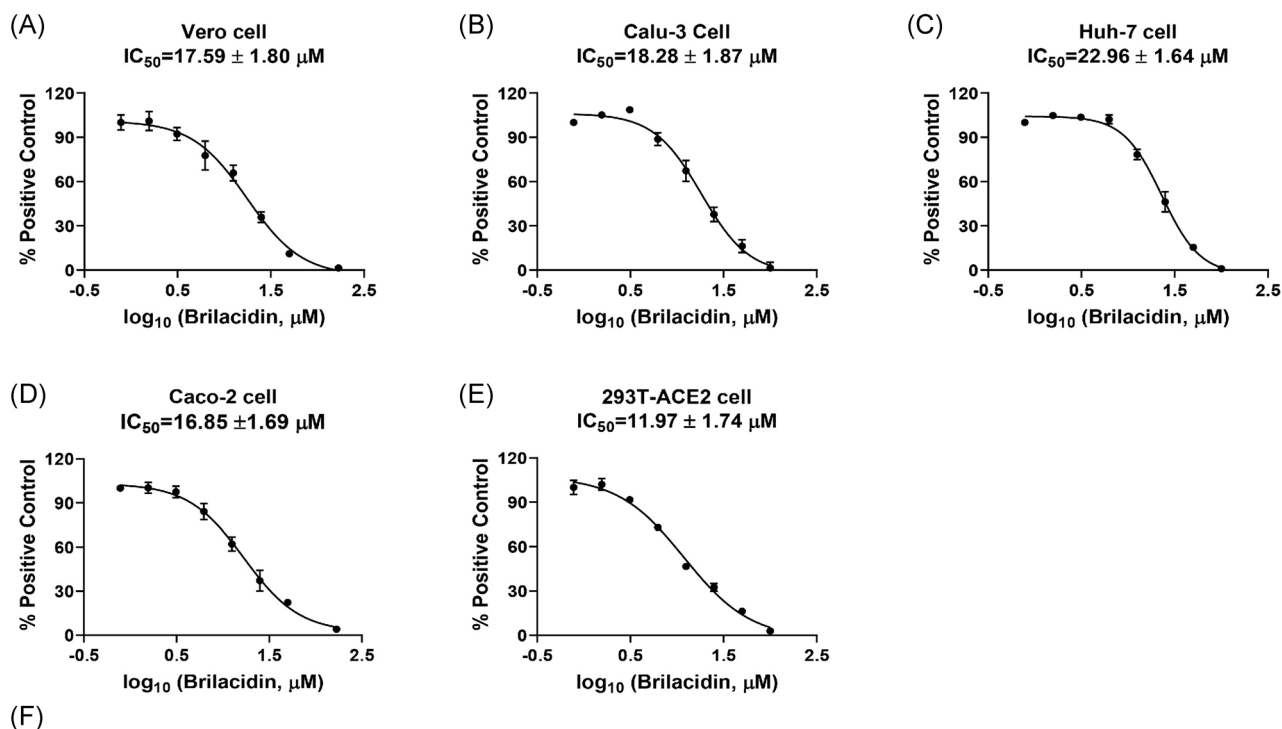 (A)
Vero cell
IC50=17.59 ± 1.80 μM
% Positive Control
120
90
60
30
0
-0.5
0.5
1.5
2.5
log10 (Brilacidin, μM)
(B)
Calu-3 Cell
IC50=18.28 ± 1.87 μM
% Positive Control
120
90
60
30
0
-0.5
0.5
1.5
2.5
log10 (Brilacidin, μM)
(C)
Huh-7 cell
IC50=22.96 ± 1.64 μM
% Positive Control
120
90
60
30
0
-0.5
0.5
1.5
2.5
log10 (Brilacidin, μM)
(D)
Caco-2 cell
IC50=16.85 ±1.69 μM
% Positive Control
120
90
60
30
0
-0.5
0.5
1.5
2.5
log10 (Brilacidin, μM)
(E)
293T-ACE2 cell
IC50=11.97 ± 1.74 μM
% Positive Control
120
90
60
30
0
-0.5
0.5
1.5
2.5
log10 (Brilacidin, μM)
(F)